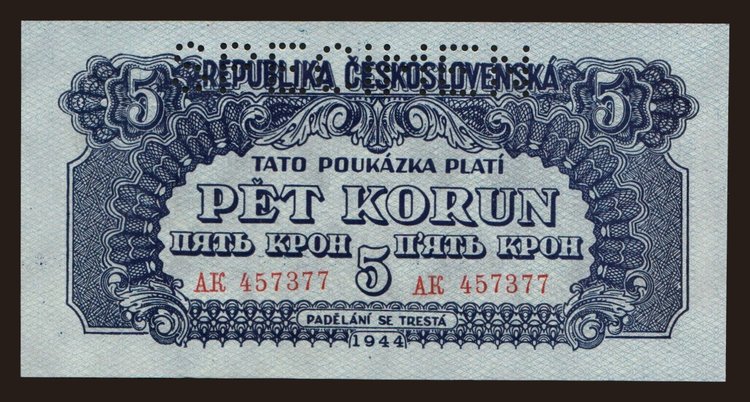 SPECIMEN
REPUBLIKA ČESKOSLOVENSKÁ
5 5
TATO POUKÁZKA PLATÍ
PĚT KORUN
ПЯТЬ КРОН 5 П'ЯТЬ КРОН
АК 457377 АК 457377
PADĚLÁNÍ SE TRESTÁ
1944